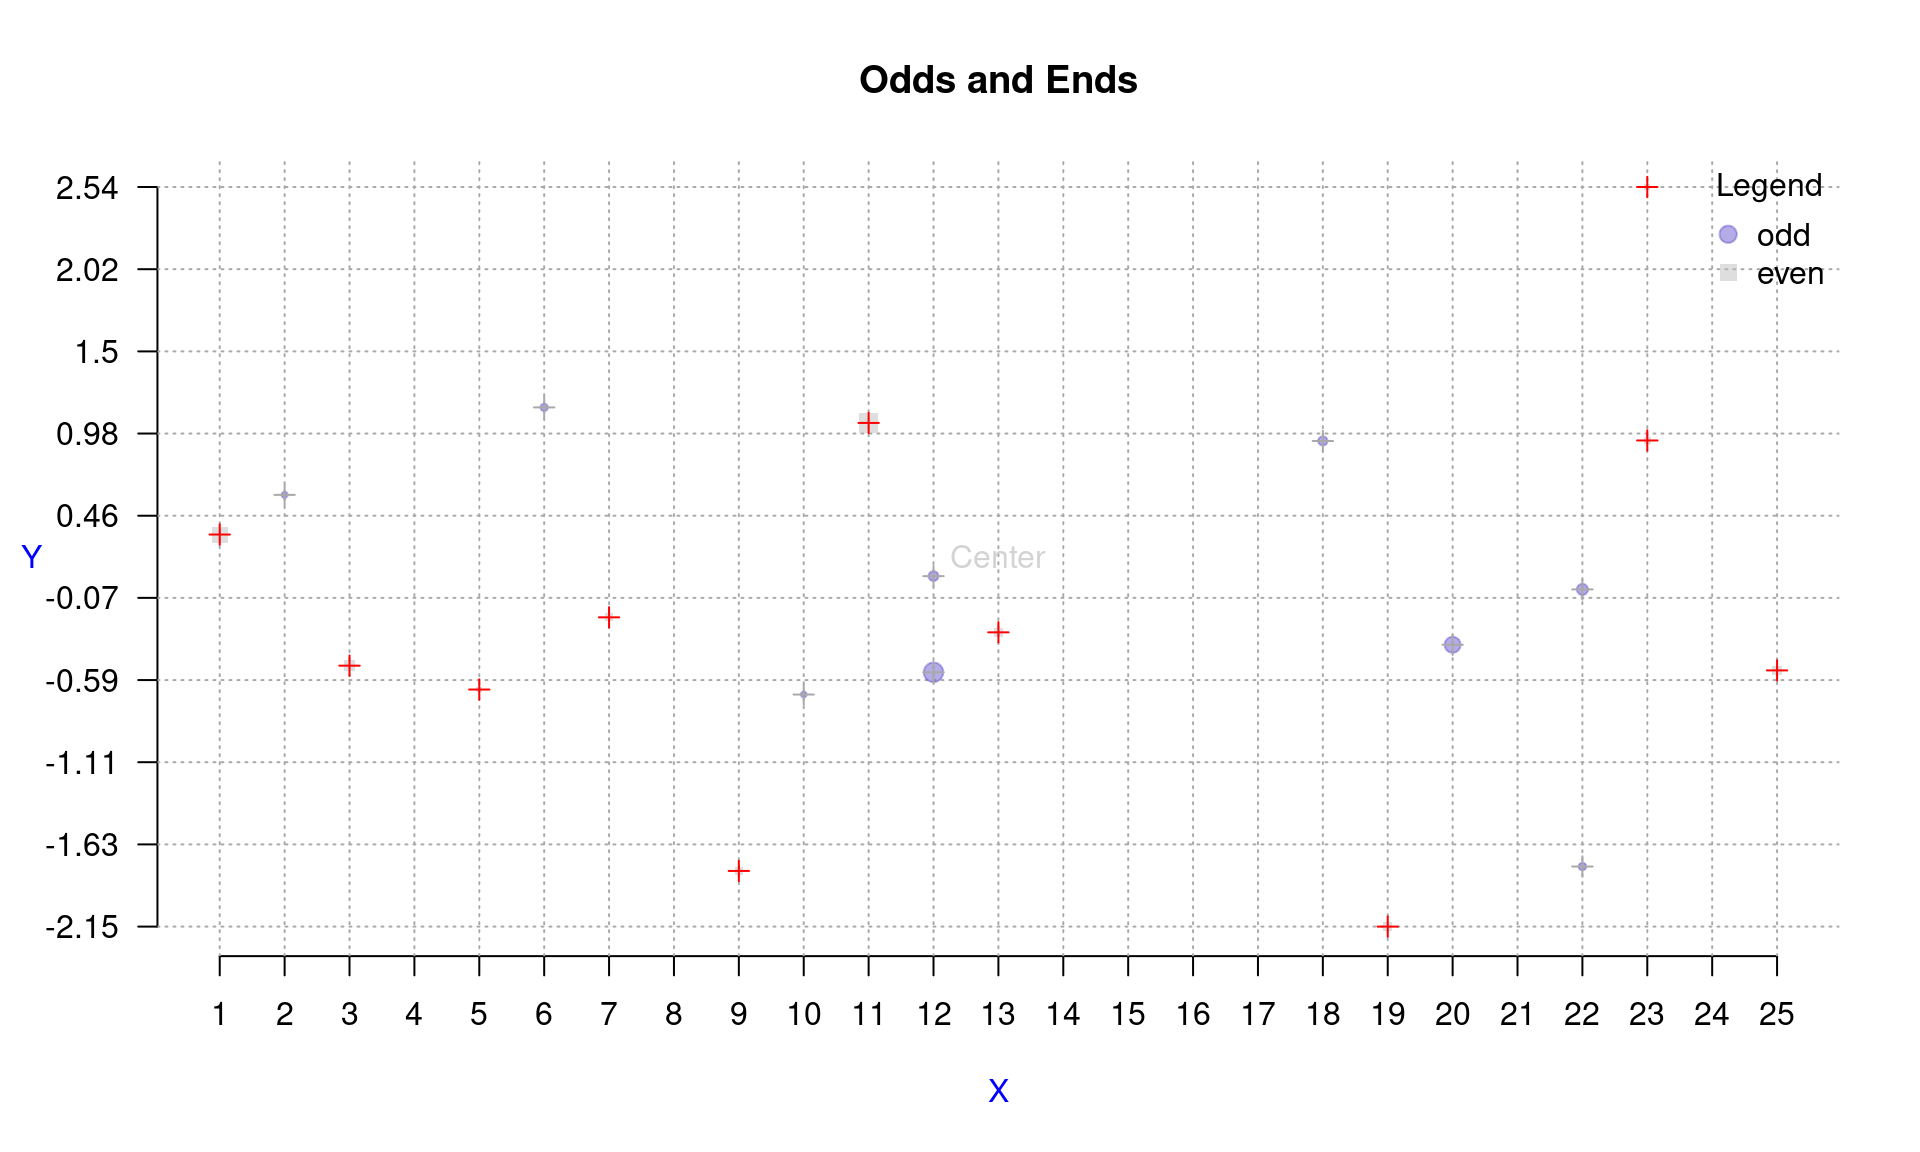 Odds and Ends
2.54
Legend
odd
2.02
even
1.5
0.98
0.46
Y
Center
-0.07
-0.59
-1.11
-1.63
-2.15
1 2 3 4 5 6 7 8 9 10 11 12 13 14 15 16 17 18 19 20 21 22 23 24 25
X